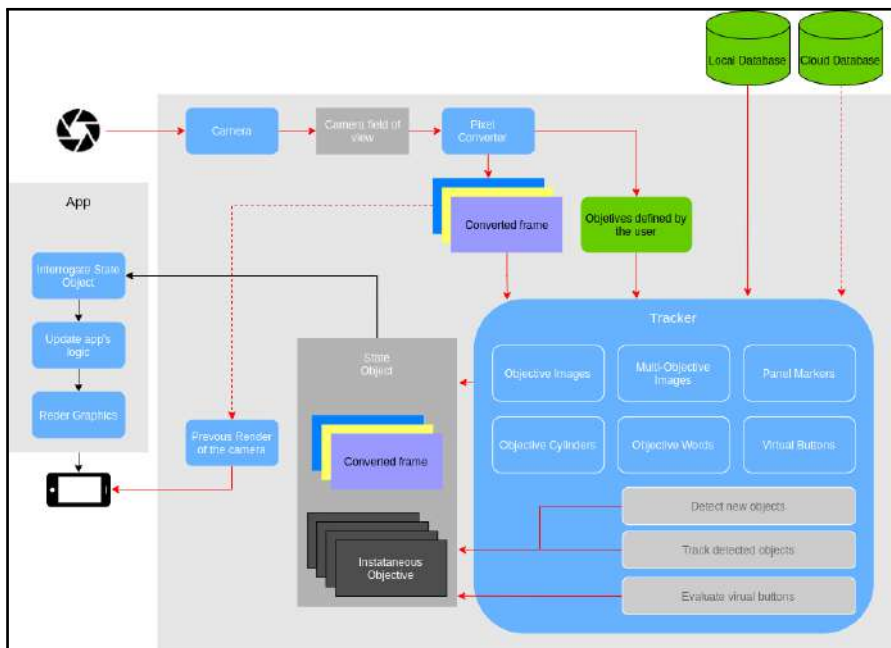 Local Database
Cloud Database
Camera
Camera field of
view
Pixel
Converter
App
Converted frame
Objetives defined by
the user
Interrogate State
Object
Update app's
logic
Reder Graphics
Prevous Render
of the camera
State
Object
Converted frame
Instataneous
Objective
Tracker
Objective Images
Multi-Objective
Images
Panel Markers
Objective Cylinders
Objective Words
Virtual Buttons
Detect new objects
Track detected objects
Evaluate virual buttons